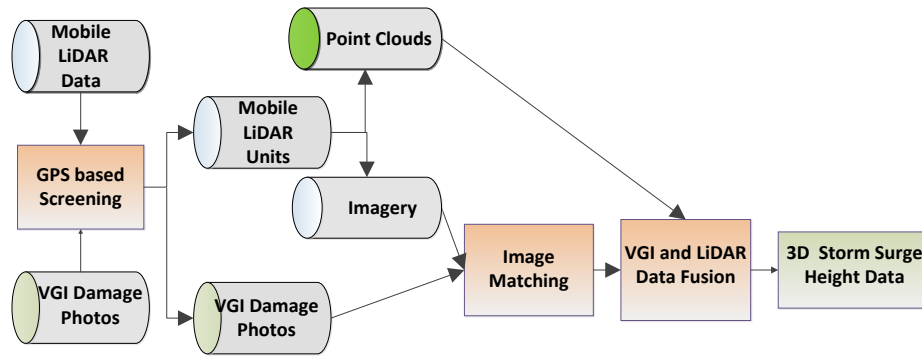 Mobile
LiDAR
Data
GPS based
Screening
VGI Damage
Photos
Mobile
LiDAR
Units
VGI Damage
Photos
Point Clouds
Imagery
Image
Matching
VGI and LiDAR
Data Fusion
3D Storm Surge
Height Data